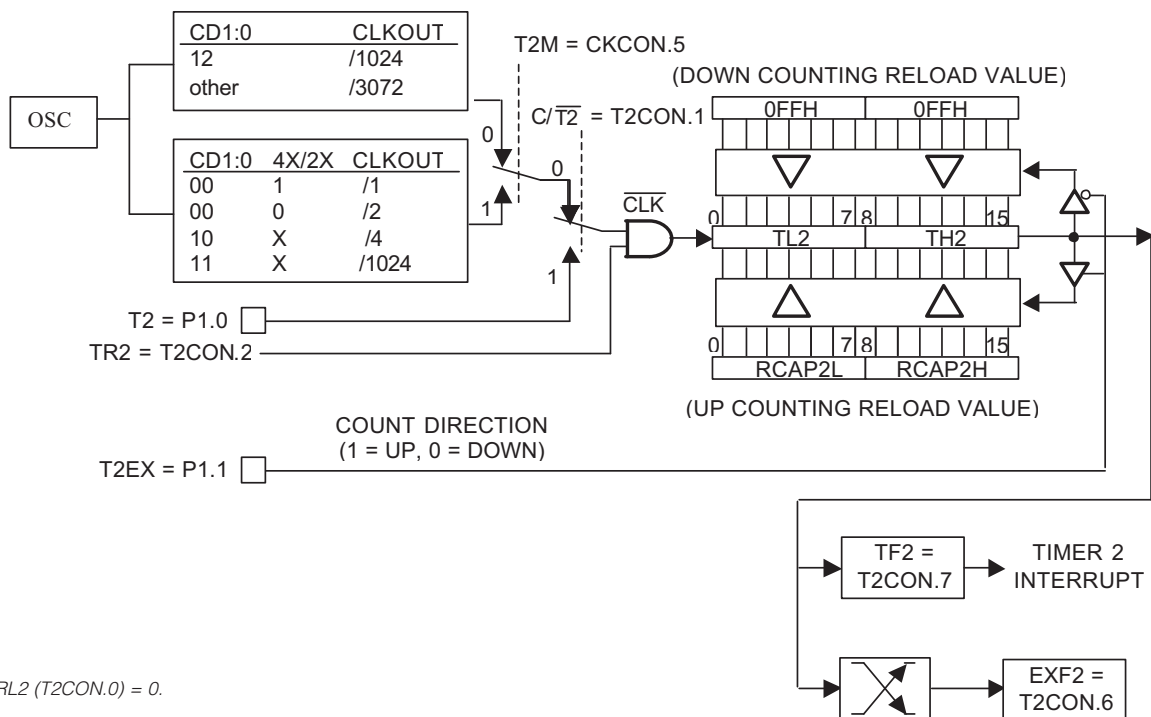 OSC
CD1:0 CLKOUT
12 /1024
other /3072
CD1:0 4X/2X CLKOUT
00 1 /1
00 0 /2
10 X /4
11 X /1024
T2M = CKCON.5
0
1
C/T2 = T2CON.1
0
1
CLK
T2 = P1.0
TR2 = T2CON.2
(DOWN COUNTING RELOAD VALUE)
0FFH 0FFH
0 7 8 15
TL2 TH2
0 7 8 15
RCAP2L RCAP2H
(UP COUNTING RELOAD VALUE)
COUNT DIRECTION
(1 = UP, 0 = DOWN)
T2EX = P1.1
TF2 =
T2CON.7
TIMER 2
INTERRUPT
EXF2 =
T2CON.6
RL2 (T2CON.0) = 0.